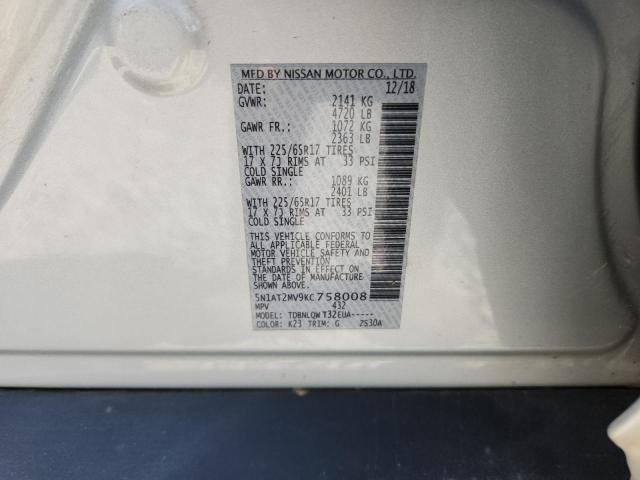 MFD BY NISSAN MOTOR CO., LTD.
DATE: 12/18
GVWR: 2141 KG
4720 LB
GAWR FR.: 1072 KG
2363 LB
WITH 225/65R17 TIRES
17 X 7J RIMS AT 33 PSI
COLD SINGLE
GAWR RR.: 1089 KG
2401 LB
WITH 225/65R17 TIRES
17 X 7J RIMS AT 33 PSI
COLD SINGLE
THIS VEHICLE CONFORMS TO
ALL APPLICABLE FEDERAL
MOTOR VEHICLE SAFETY AND
THEFT PREVENTION
STANDARDS IN EFFECT ON
THE DATE OF MANUFACTURE
SHOWN ABOVE.
5N1AT2MV9KC758008
MPV 432
MODEL: TDBNLQWT32EUA-----
COLOR: K23 TRIM: G 2S30A